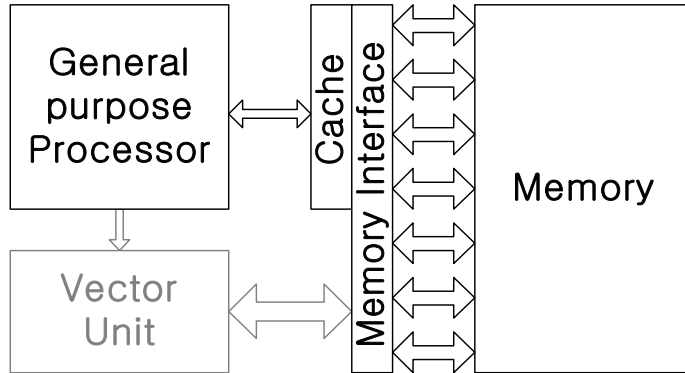 General
purpose
Processor
Cache
Memory Interface
Memory
Vector
Unit